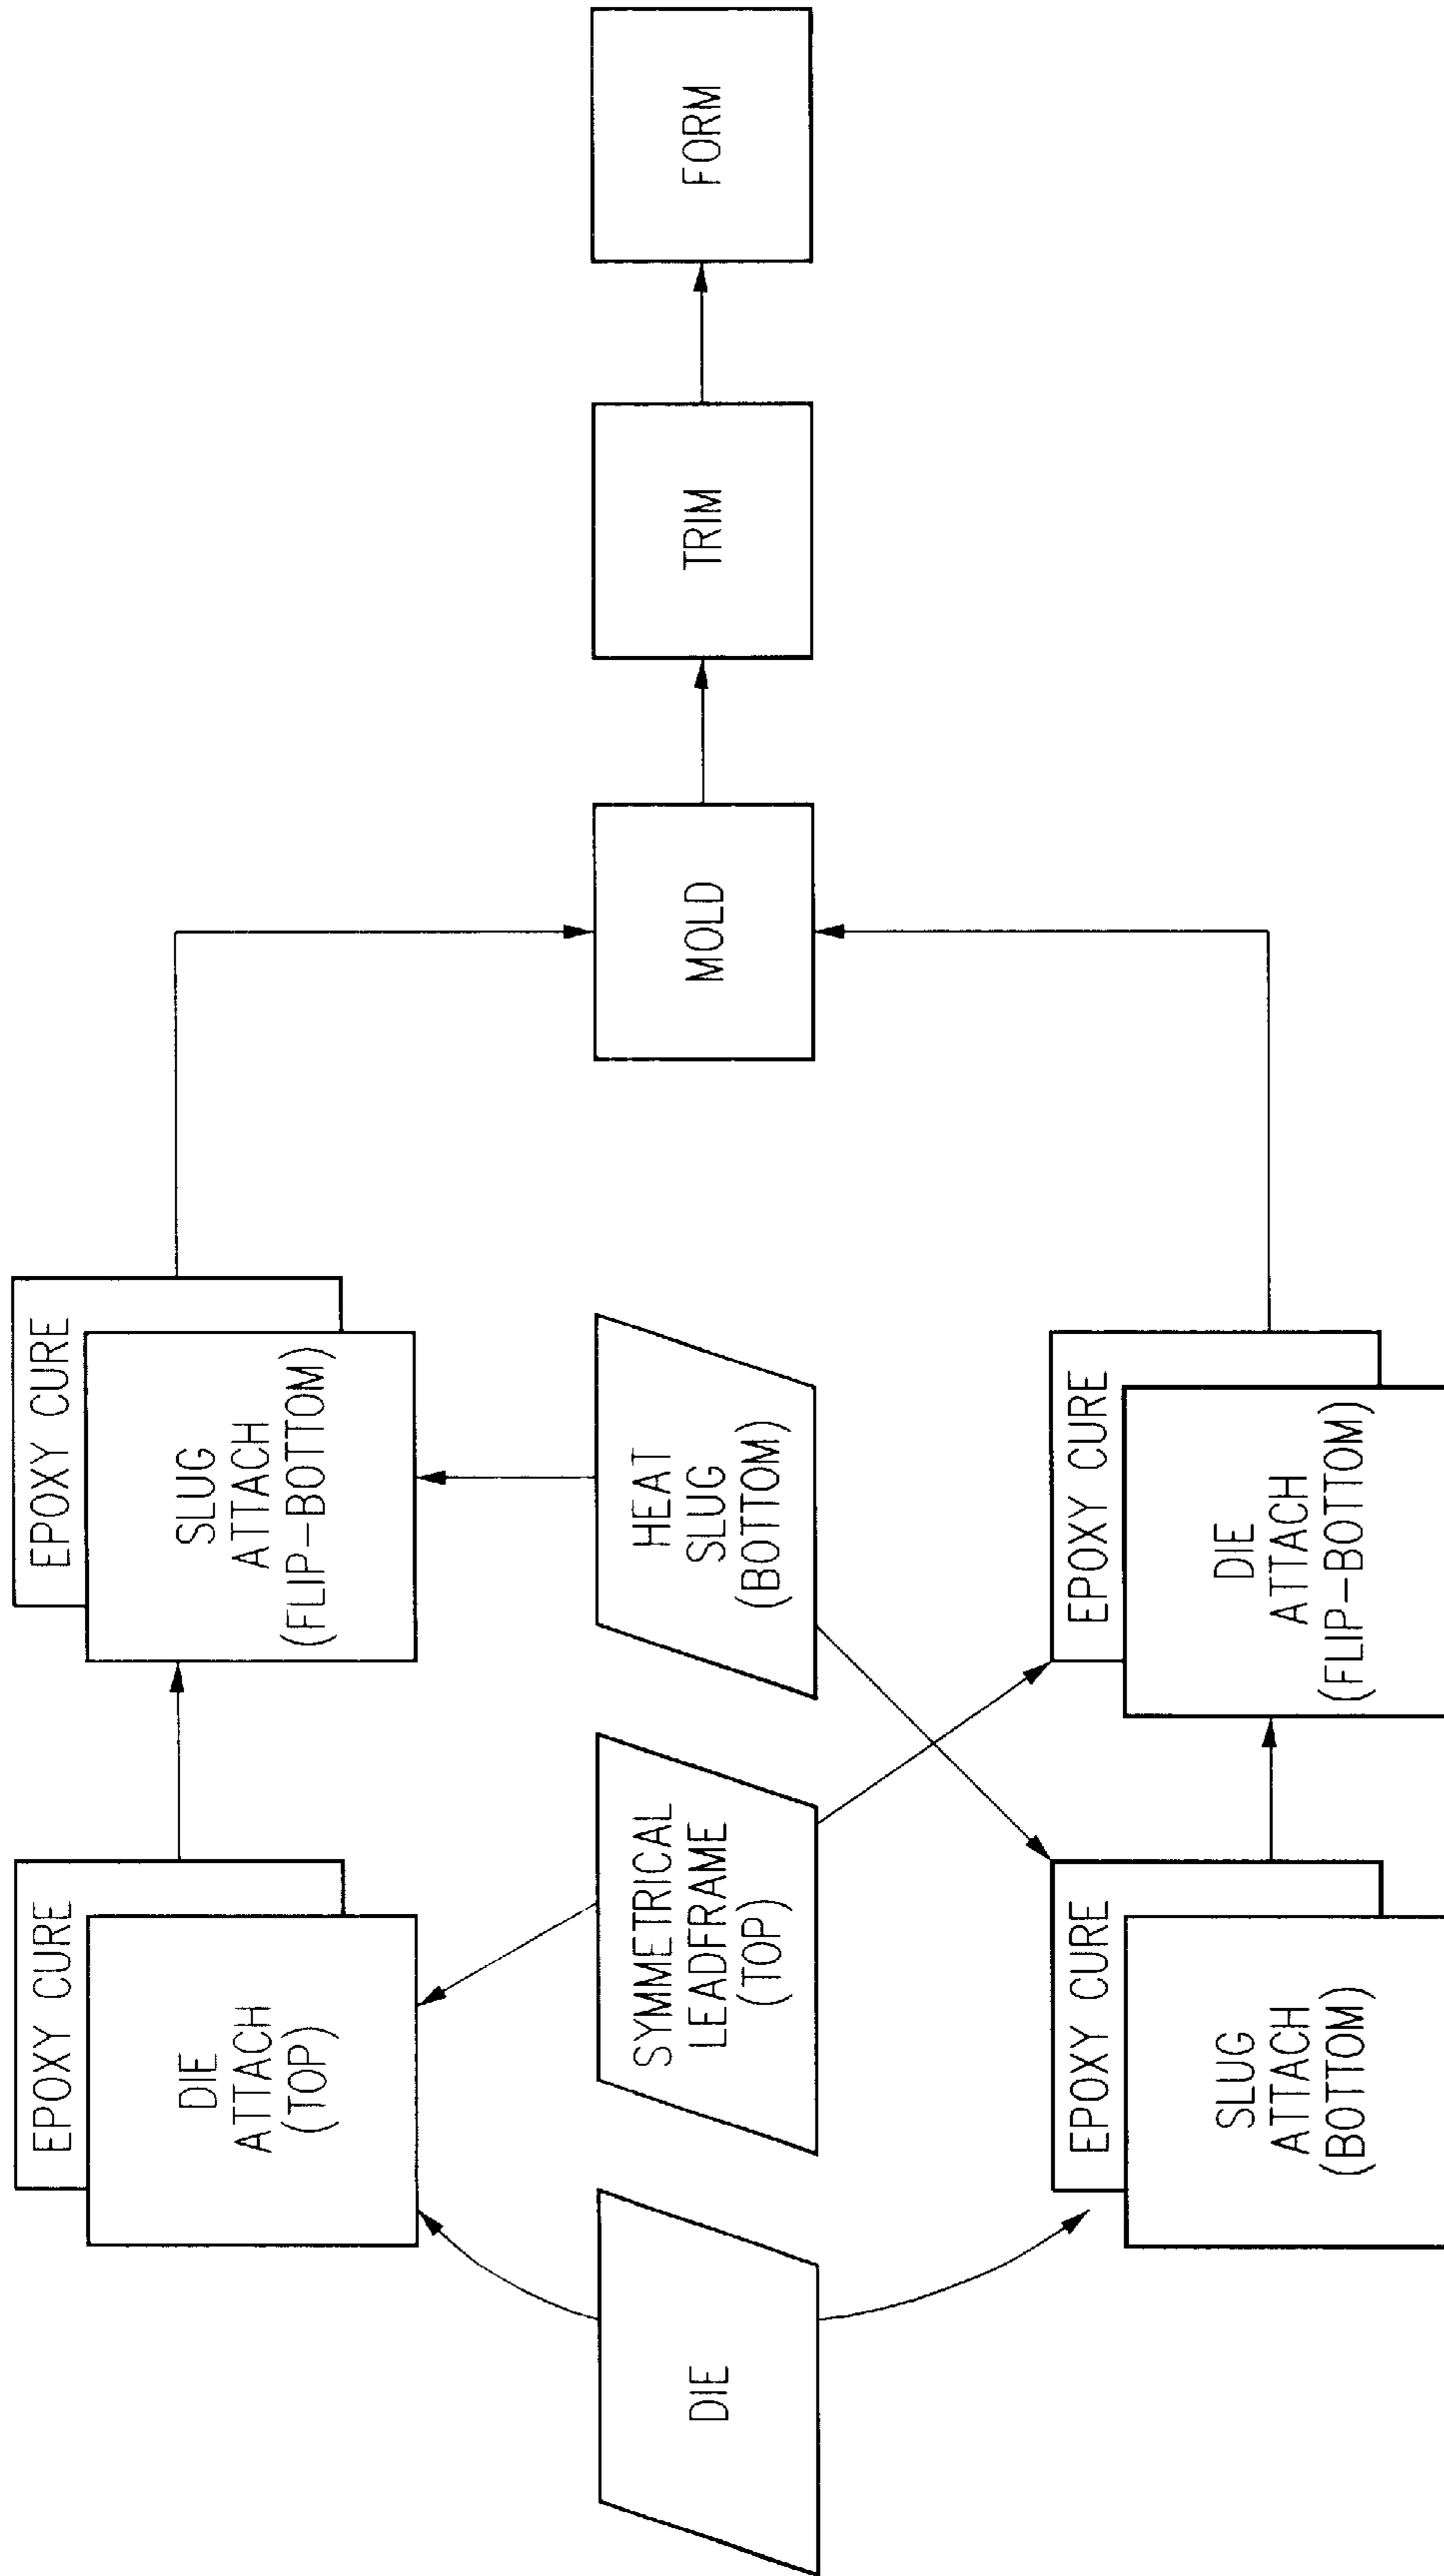 EPOXY CURE
DIE
ATTACH
(TOP)
EPOXY CURE
SLUG
ATTACH
(FLIP-BOTTOM)
DIE
SYMMETRICAL
LEADFRAME
(TOP)
HEAT
SLUG
(BOTTOM)
MOLD
TRIM
FORM
EPOXY CURE
SLUG
ATTACH
(BOTTOM)
EPOXY CURE
DIE
ATTACH
(FLIP-BOTTOM)